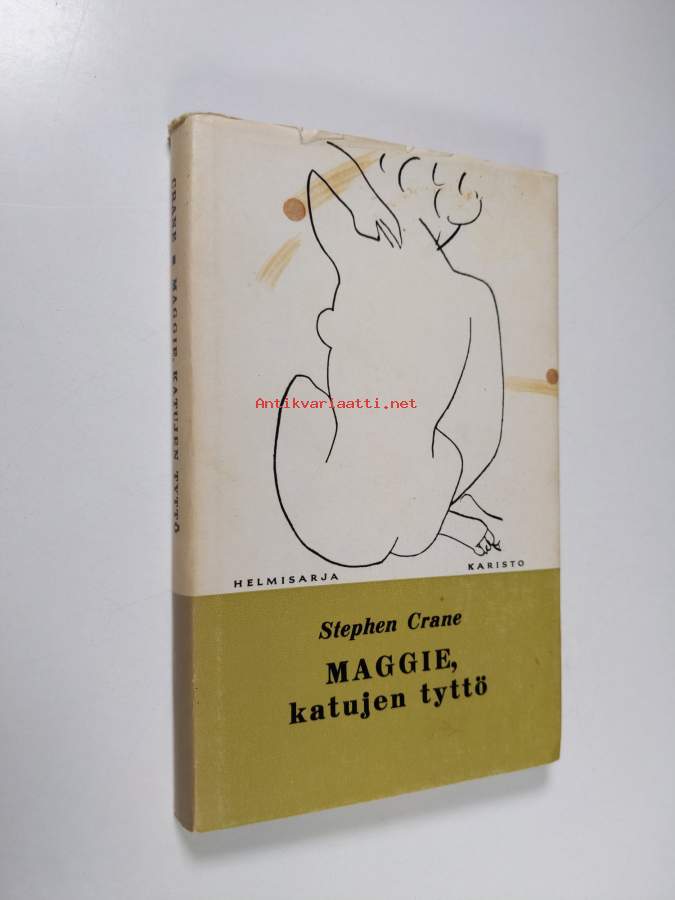 CRANE ■ MAGGIE, KATUJEN TYTTÖ
Antikvariaatti.net
HELMISARJA
KARISTO
Stephen Crane
MAGGIE,
katujen tyttö